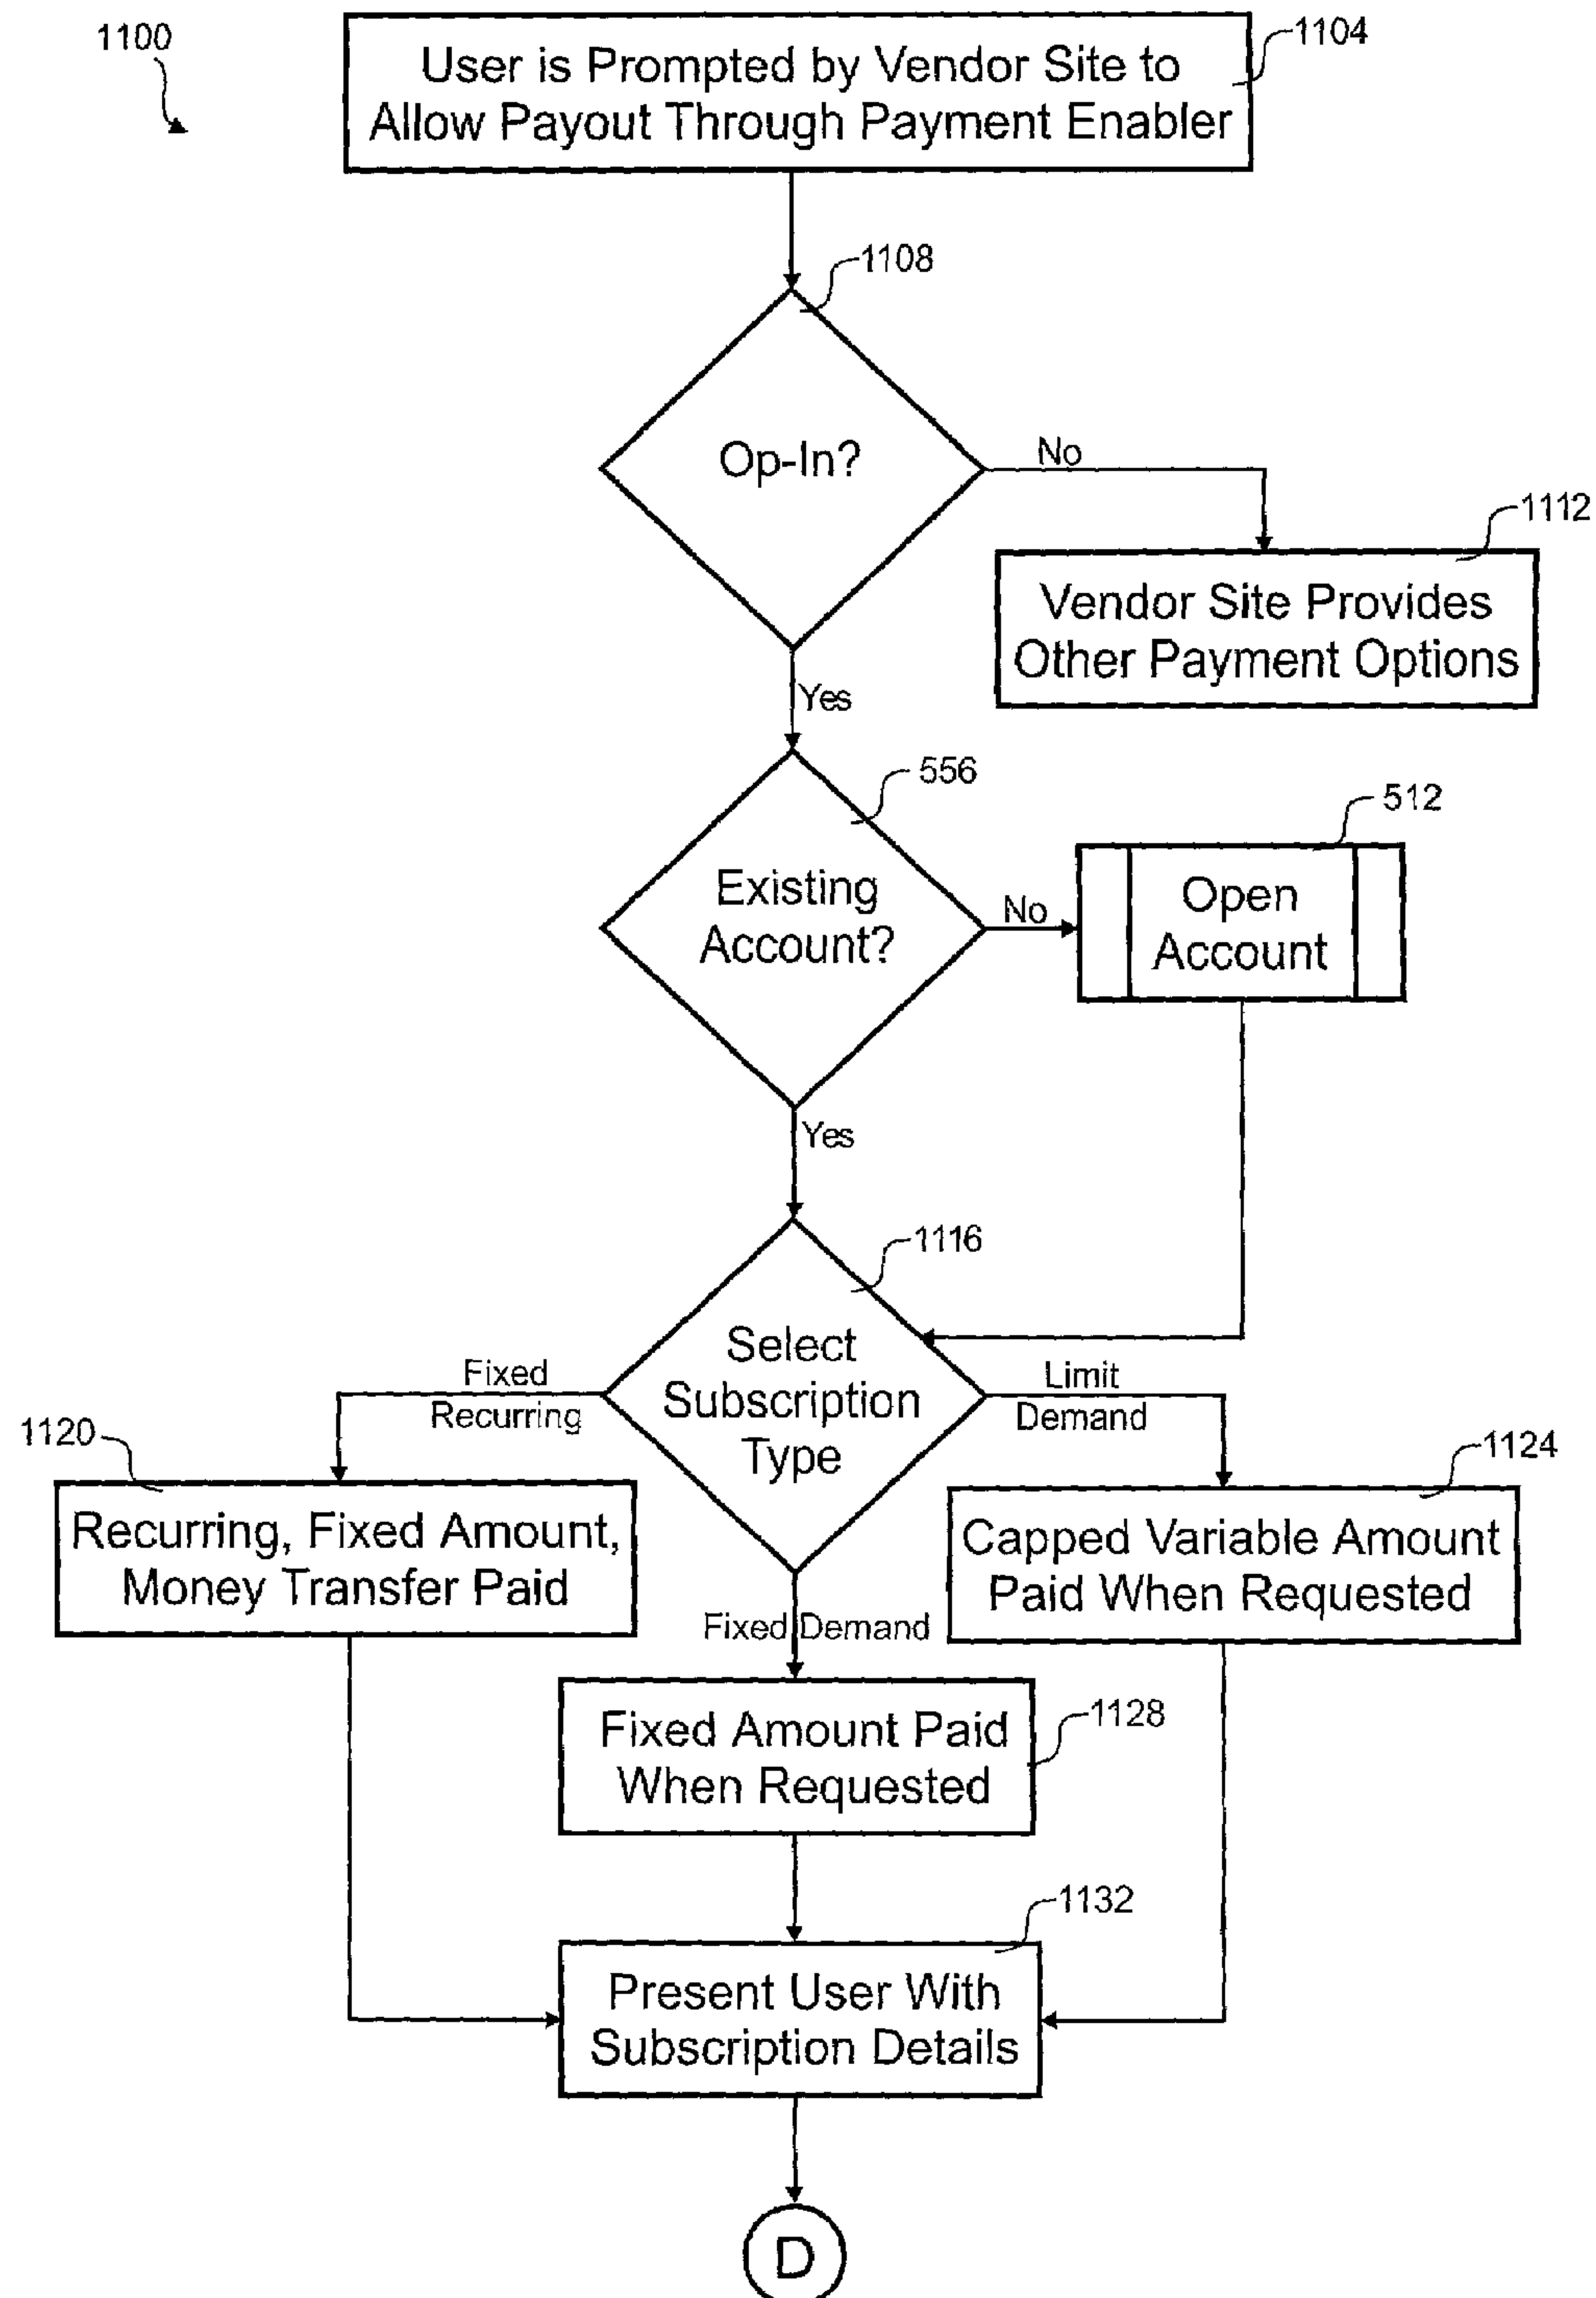 1100
1104
User is Prompted by Vendor Site to
Allow Payout Through Payment Enabler
1108
Op-In?
No
1112
Vendor Site Provides
Other Payment Options
Yes
556
512
Existing
Account?
No
Open
Account
Yes
1116
Select
Subscription
Type
Fixed
Recurring
Limit
Demand
1120
1124
Recurring, Fixed Amount,
Money Transfer Paid
Capped Variable Amount
Paid When Requested
Fixed Demand
1128
Fixed Amount Paid
When Requested
1132
Present User With
Subscription Details
D